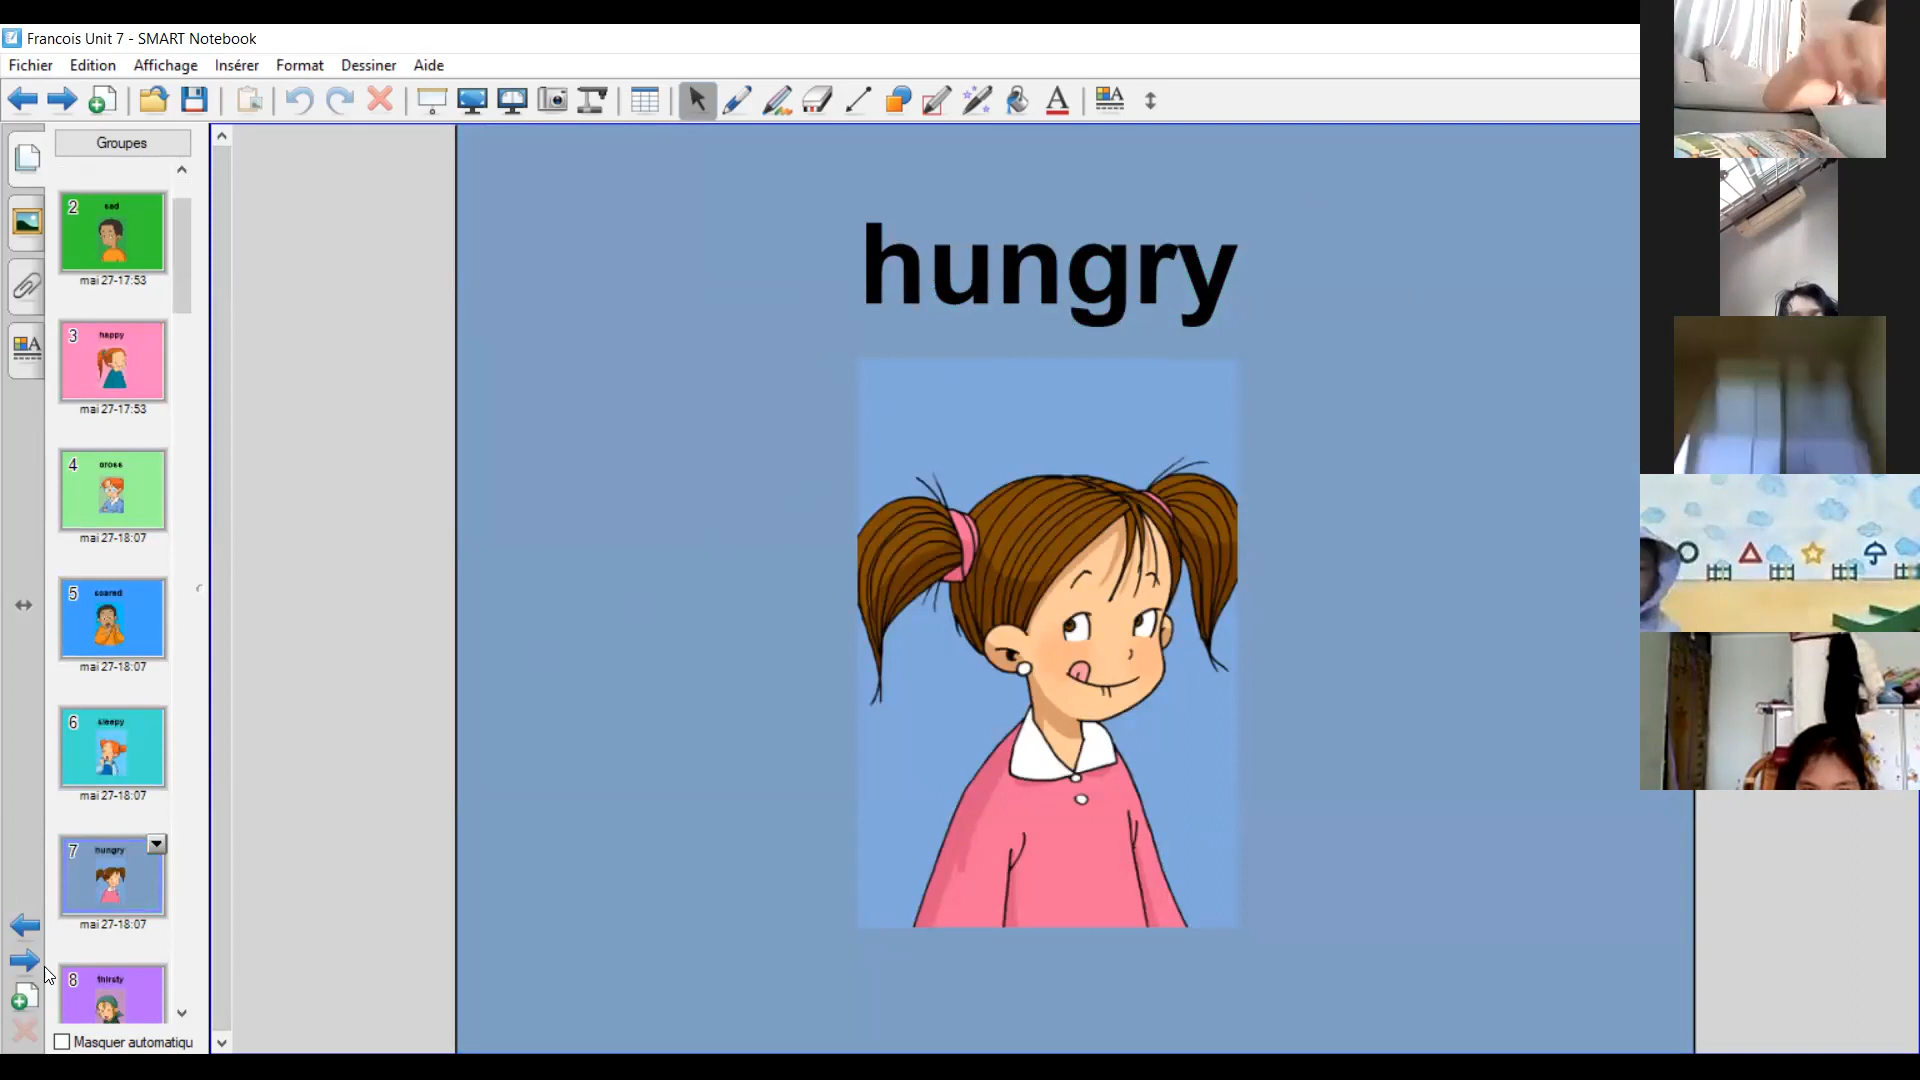 Francois Unit 7 - SMART Notebook
Fichier Edition Affichage Insérer Format Dessiner Aide
Groupes
2 sad
mai 27-17:53
3 happy
mai 27-17:53
4 cross
mai 27-18:07
5 scared
mai 27-18:07
6 sleepy
mai 27-18:07
7 hungry
mai 27-18:07
8 thirsty
Masquer automatiqu
hungry